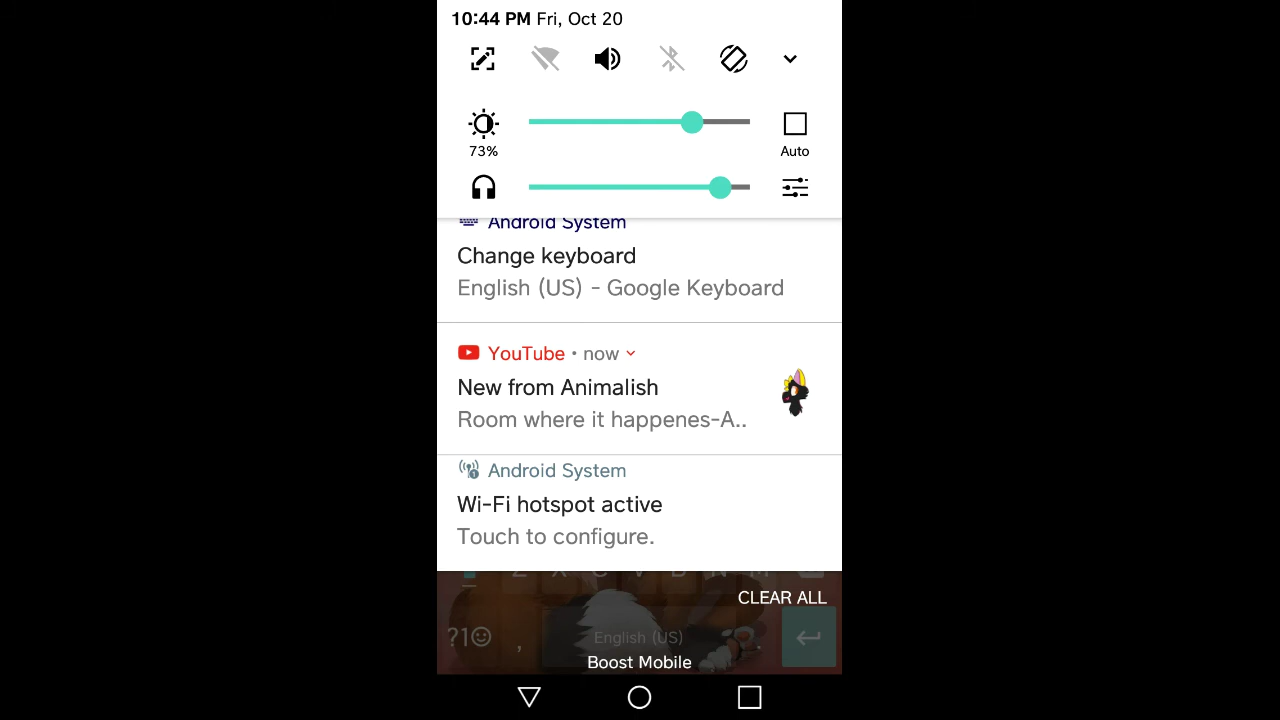 10:44 PM Fri, Oct 20
73%
Auto
Android System
Change keyboard
English (US) - Google Keyboard
YouTube • now
New from Animalish
Room where it happenes-A..
Android System
Wi-Fi hotspot active
Touch to configure.
Z X C V B N M
CLEAR ALL
?1☺ , English (US) .
Boost Mobile